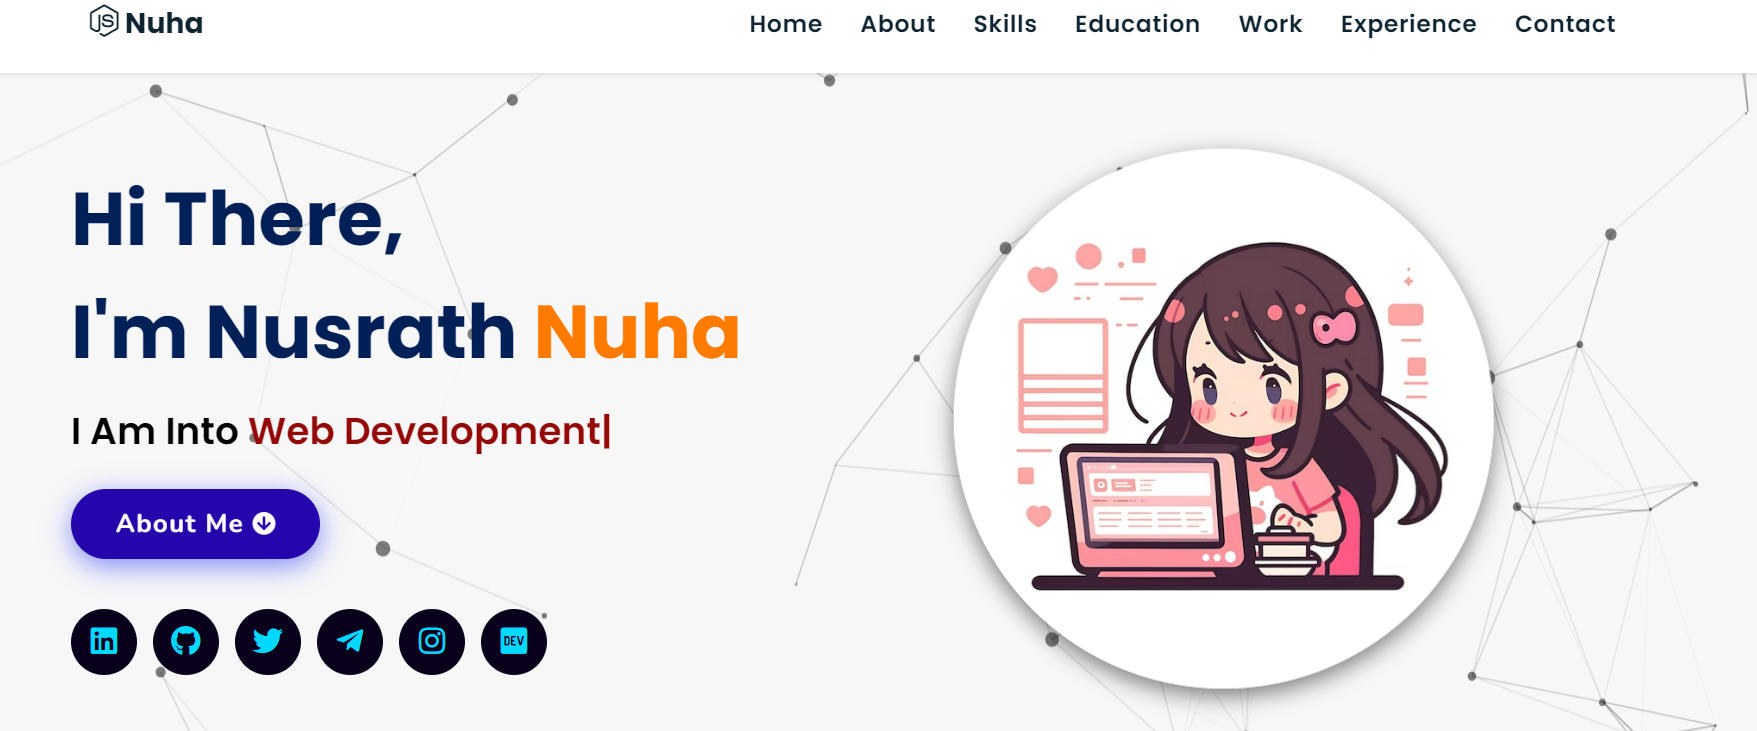 JS Nuha
Home About Skills Education Work Experience Contact
Hi There,
I'm Nusrath Nuha
I Am Into Web Development|
About Me
in
DEV